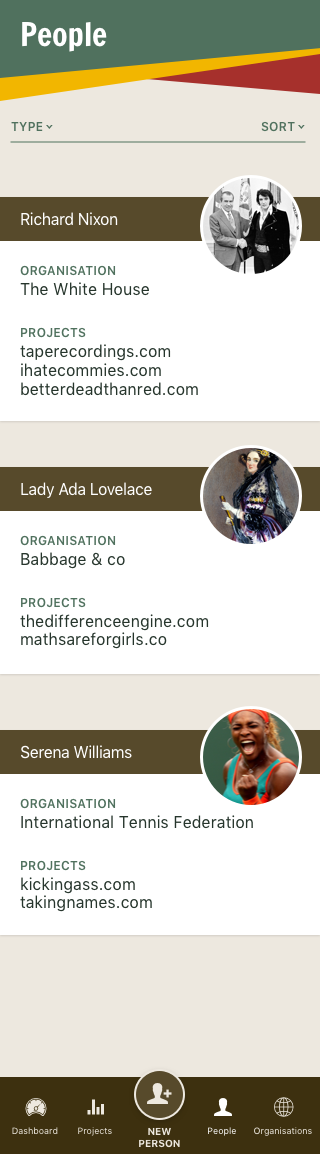 People
TYPE SORT
Richard Nixon
ORGANISATION
The White House
PROJECTS
taperecordings.com
ihatecommies.com
betterdeadthanred.com
Lady Ada Lovelace
ORGANISATION
Babbage & co
PROJECTS
thedifferenceengine.com
mathsareforgirls.co
Serena Williams
ORGANISATION
International Tennis Federation
PROJECTS
kickingass.com
takingnames.com
Dashboard Projects NEW People Organisations
PERSON